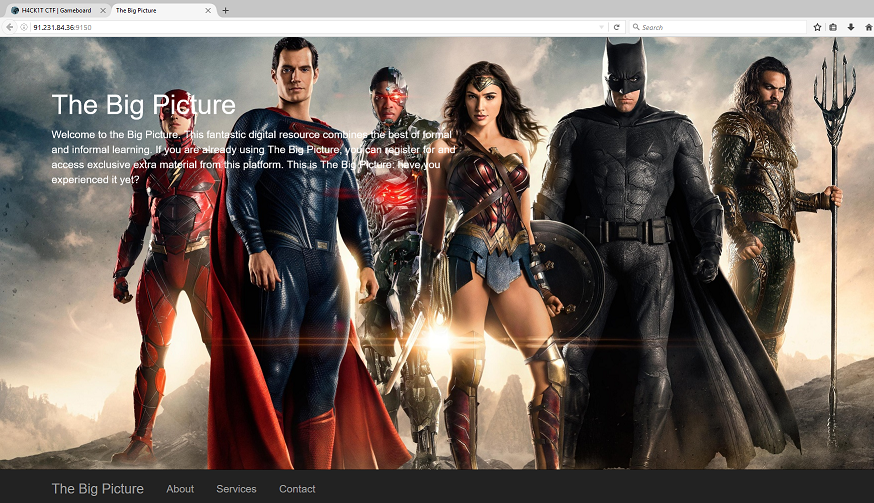 H4CK1T CTF | Gameboard
The Big Picture
91.231.84.36:9150
Search
The Big Picture
Welcome to the Big Picture. This fantastic digital resource combines the best of formal
and informal learning. If you are already using The Big Picture, you can register for and
access exclusive extra material from this platform. This is The Big Picture: have you
experienced it yet?
The Big Picture About Services Contact